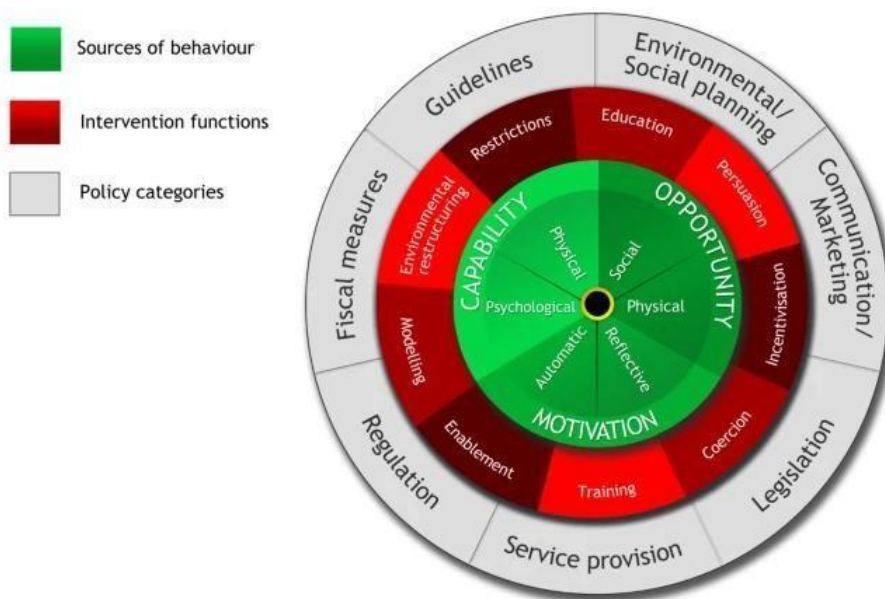 Sources of behaviour
Intervention functions
Policy categories
Environmental/
Social planning
Communication/
Marketing
Legislation
Service provision
Regulation
Fiscal measures
Guidelines
Education
Persuasion
Incentivisation
Coercion
Training
Enablement
Modelling
Environmental
restructuring
Restrictions
CAPABILITY
OPPORTUNITY
MOTIVATION
Physical
Social
Psychological
Physical
Automatic
Reflective